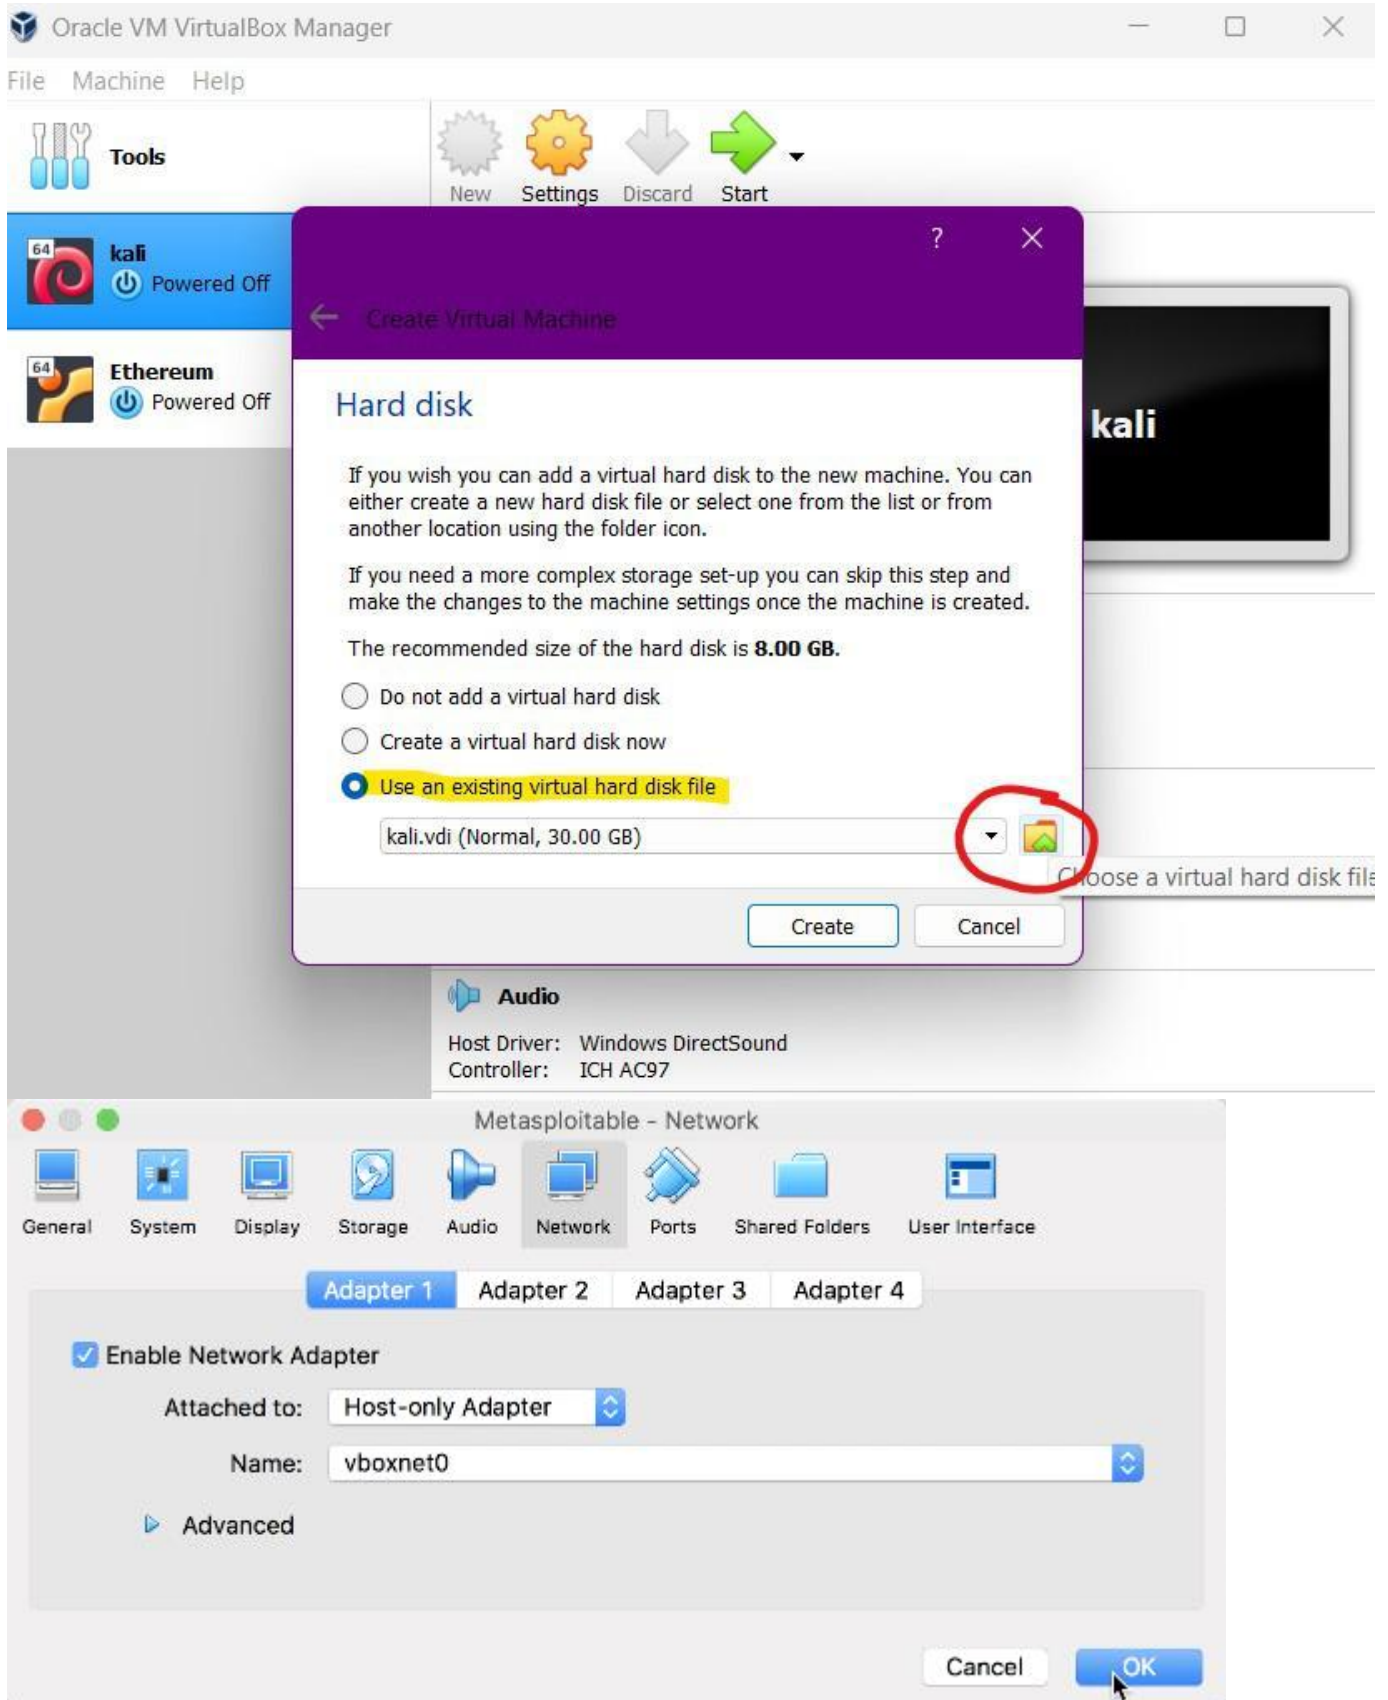 Oracle VM VirtualBox Manager
File Machine Help
Tools
New Settings Discard Start
64
kali
Powered Off
64
Ethereum
Powered Off
?
Create Virtual Machine
Hard disk
If you wish you can add a virtual hard disk to the new machine. You can
either create a new hard disk file or select one from the list or from
another location using the folder icon.
If you need a more complex storage set-up you can skip this step and
make the changes to the machine settings once the machine is created.
The recommended size of the hard disk is 8.00 GB.
Do not add a virtual hard disk
Create a virtual hard disk now
Use an existing virtual hard disk file
kali.vdi (Normal, 30.00 GB)
Choose a virtual hard disk file
Create Cancel
kali
Audio
Host Driver: Windows DirectSound
Controller: ICH AC97
Metasploitable - Network
General System Display Storage Audio Network Ports Shared Folders User Interface
Adapter 1 Adapter 2 Adapter 3 Adapter 4
Enable Network Adapter
Attached to: Host-only Adapter
Name: vboxnet0
Advanced
Cancel OK